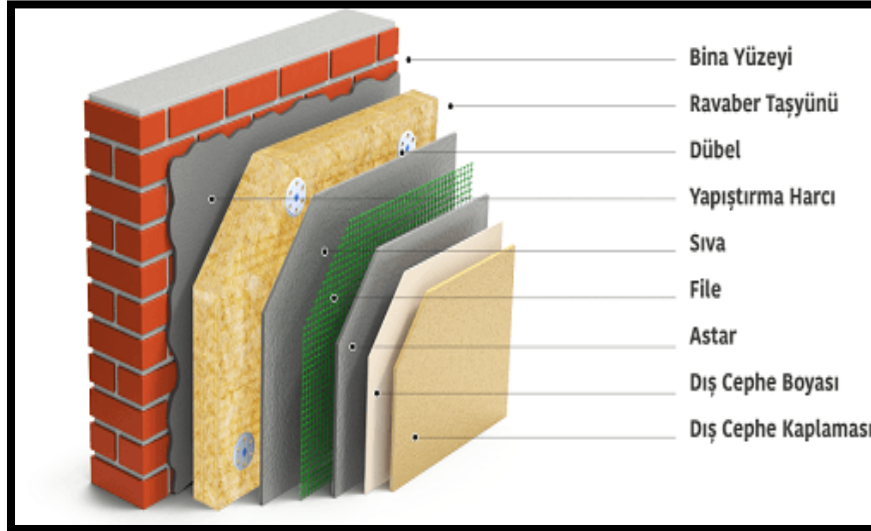 Bina Yüzeyi
Ravaber Taşyünü
Dübel
Yapıştırma Harcı
Sıva
File
Astar
Dış Cephe Boyası
Dış Cephe Kaplaması